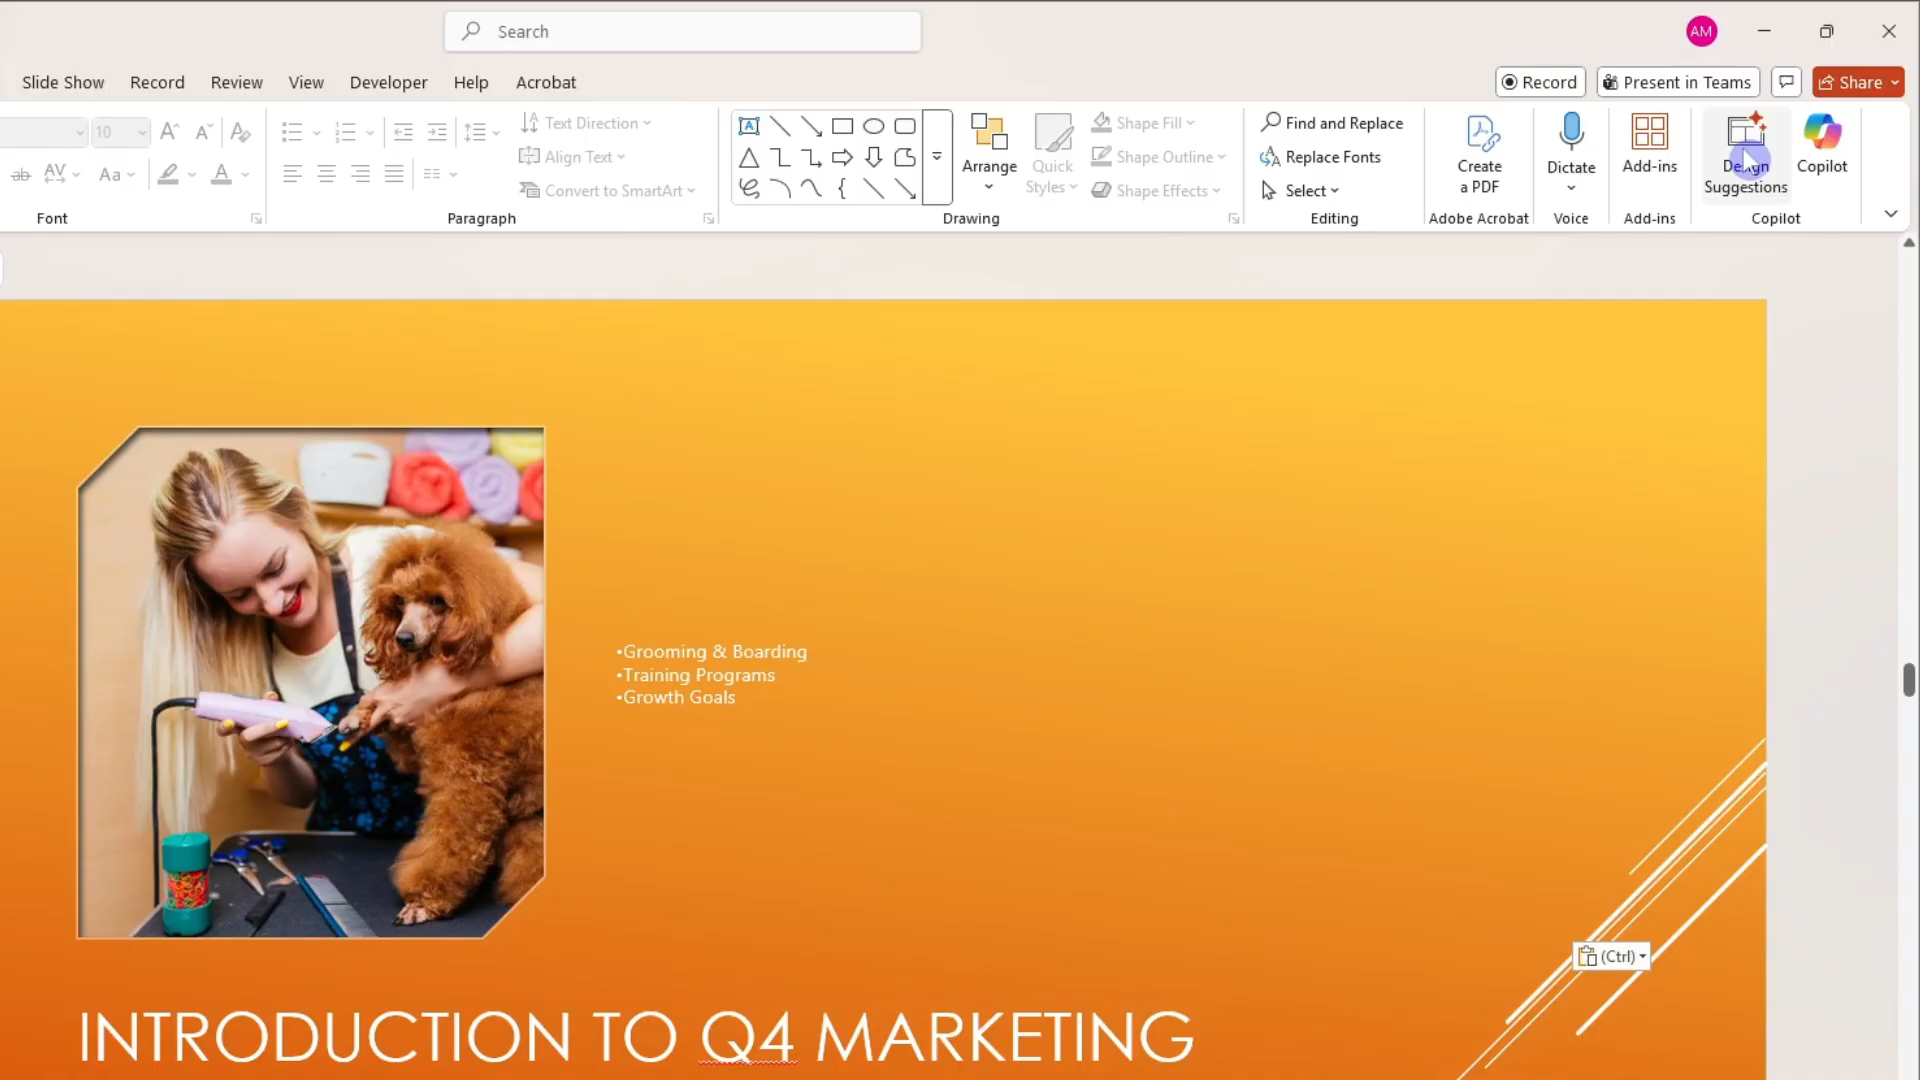 Search
AM
Slide Show Record Review View Developer Help Acrobat
Record Present in Teams Share
10
Text Direction
Align Text
Convert to SmartArt
ab AV Aa A
Arrange
Quick Styles
Shape Fill
Shape Outline
Shape Effects
Find and Replace
Replace Fonts
Select
Create
a PDF
Dictate
Add-ins
Design
Suggestions
Copilot
Font Paragraph Drawing Editing Adobe Acrobat Voice Add-ins Copilot
•Grooming & Boarding
•Training Programs
•Growth Goals
(Ctrl)
INTRODUCTION TO Q4 MARKETING